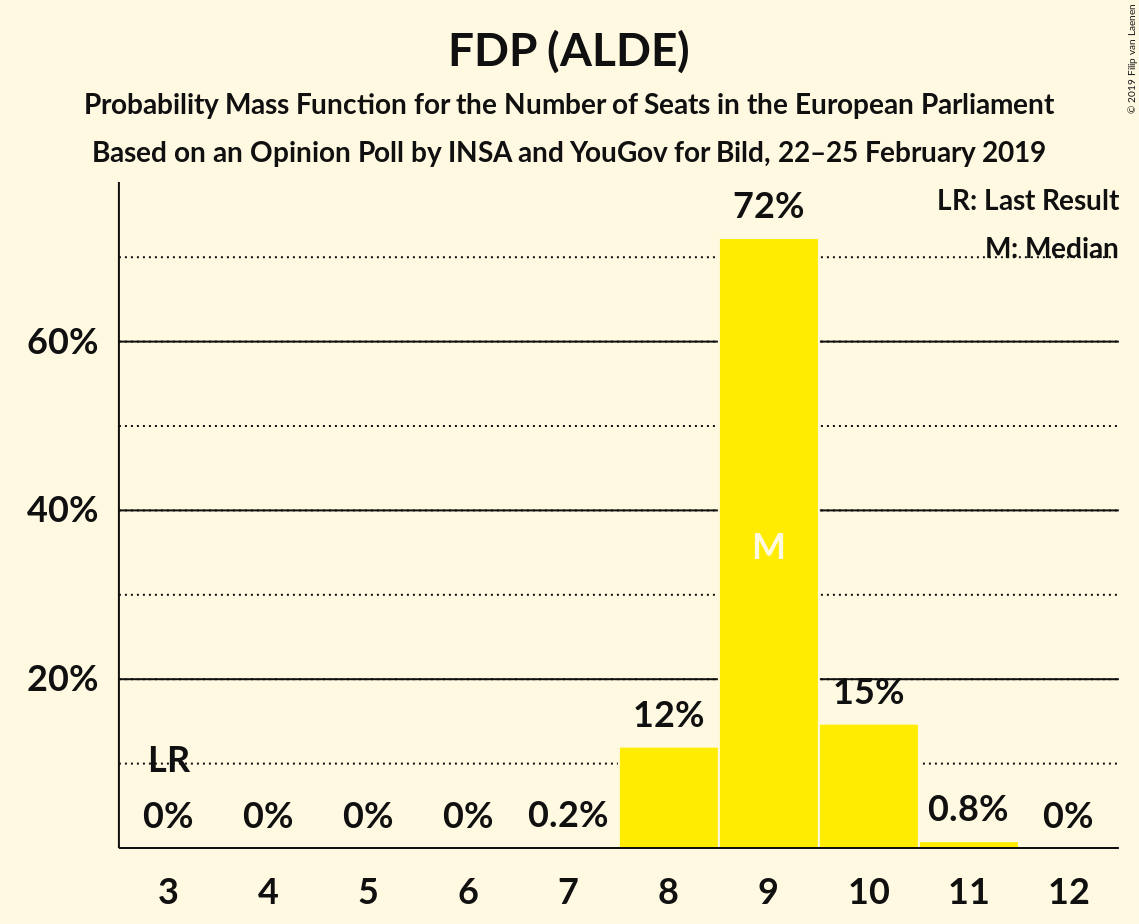 FDP (ALDE)
Probability Mass Function for the Number of Seats in the European Parliament
Based on an Opinion Poll by INSA and YouGov for Bild, 22–25 February 2019
© 2019 Filip van Laenen
LR: Last Result
M: Median
72%
60%
40%
M
20%
15%
12%
LR
0%
0%
0%
0%
0.2%
0.8%
0%
3
4
5
6
7
8
9
10
11
12